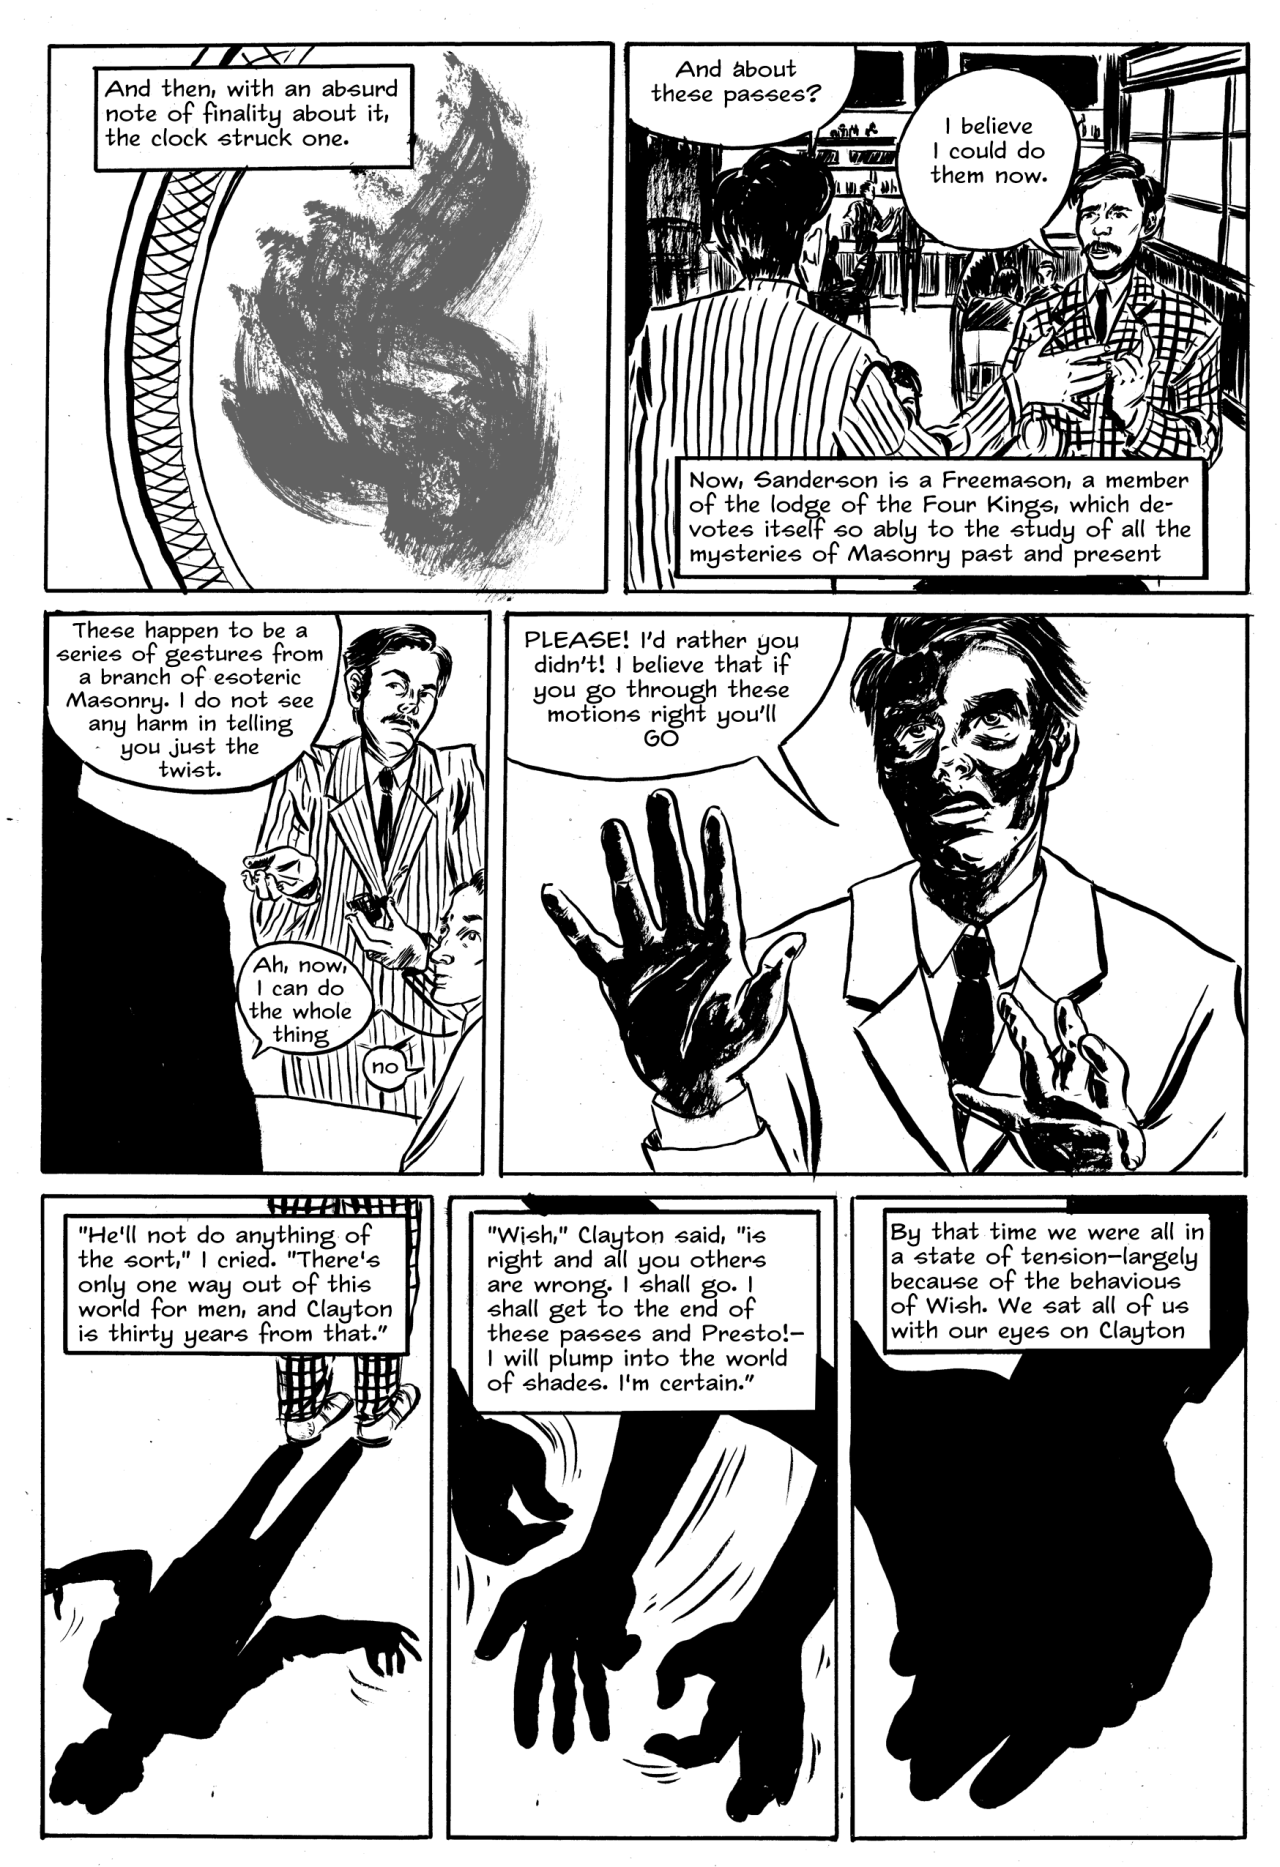 And then, with an absurd
note of finality about it,
the clock struck one.
And about
these passes?
I believe
I could do
them now.
Now, Sanderson is a Freemason, a member
of the lodge of the Four Kings, which de-
votes itself so ably to the study of all the
mysteries of Masonry past and present
These happen to be a
series of gestures from
a branch of esoteric
Masonry. I do not see
any harm in telling
you just the
twist.
Ah, now,
I can do
the whole
thing
no
PLEASE! I'd rather you
didn't! I believe that if
you go through these
motions right you'll
GO
"He'll not do anything of
the sort," I cried. "There's
only one way out of this
world for men, and Clayton
is thirty years from that."
"Wish," Clayton said, "is
right and all you others
are wrong. I shall go. I
shall get to the end of
these passes and Presto!–
I will plump into the world
of shades. I'm certain."
By that time we were all in
a state of tension–largely
because of the behavious
of Wish. We sat all of us
with our eyes on Clayton